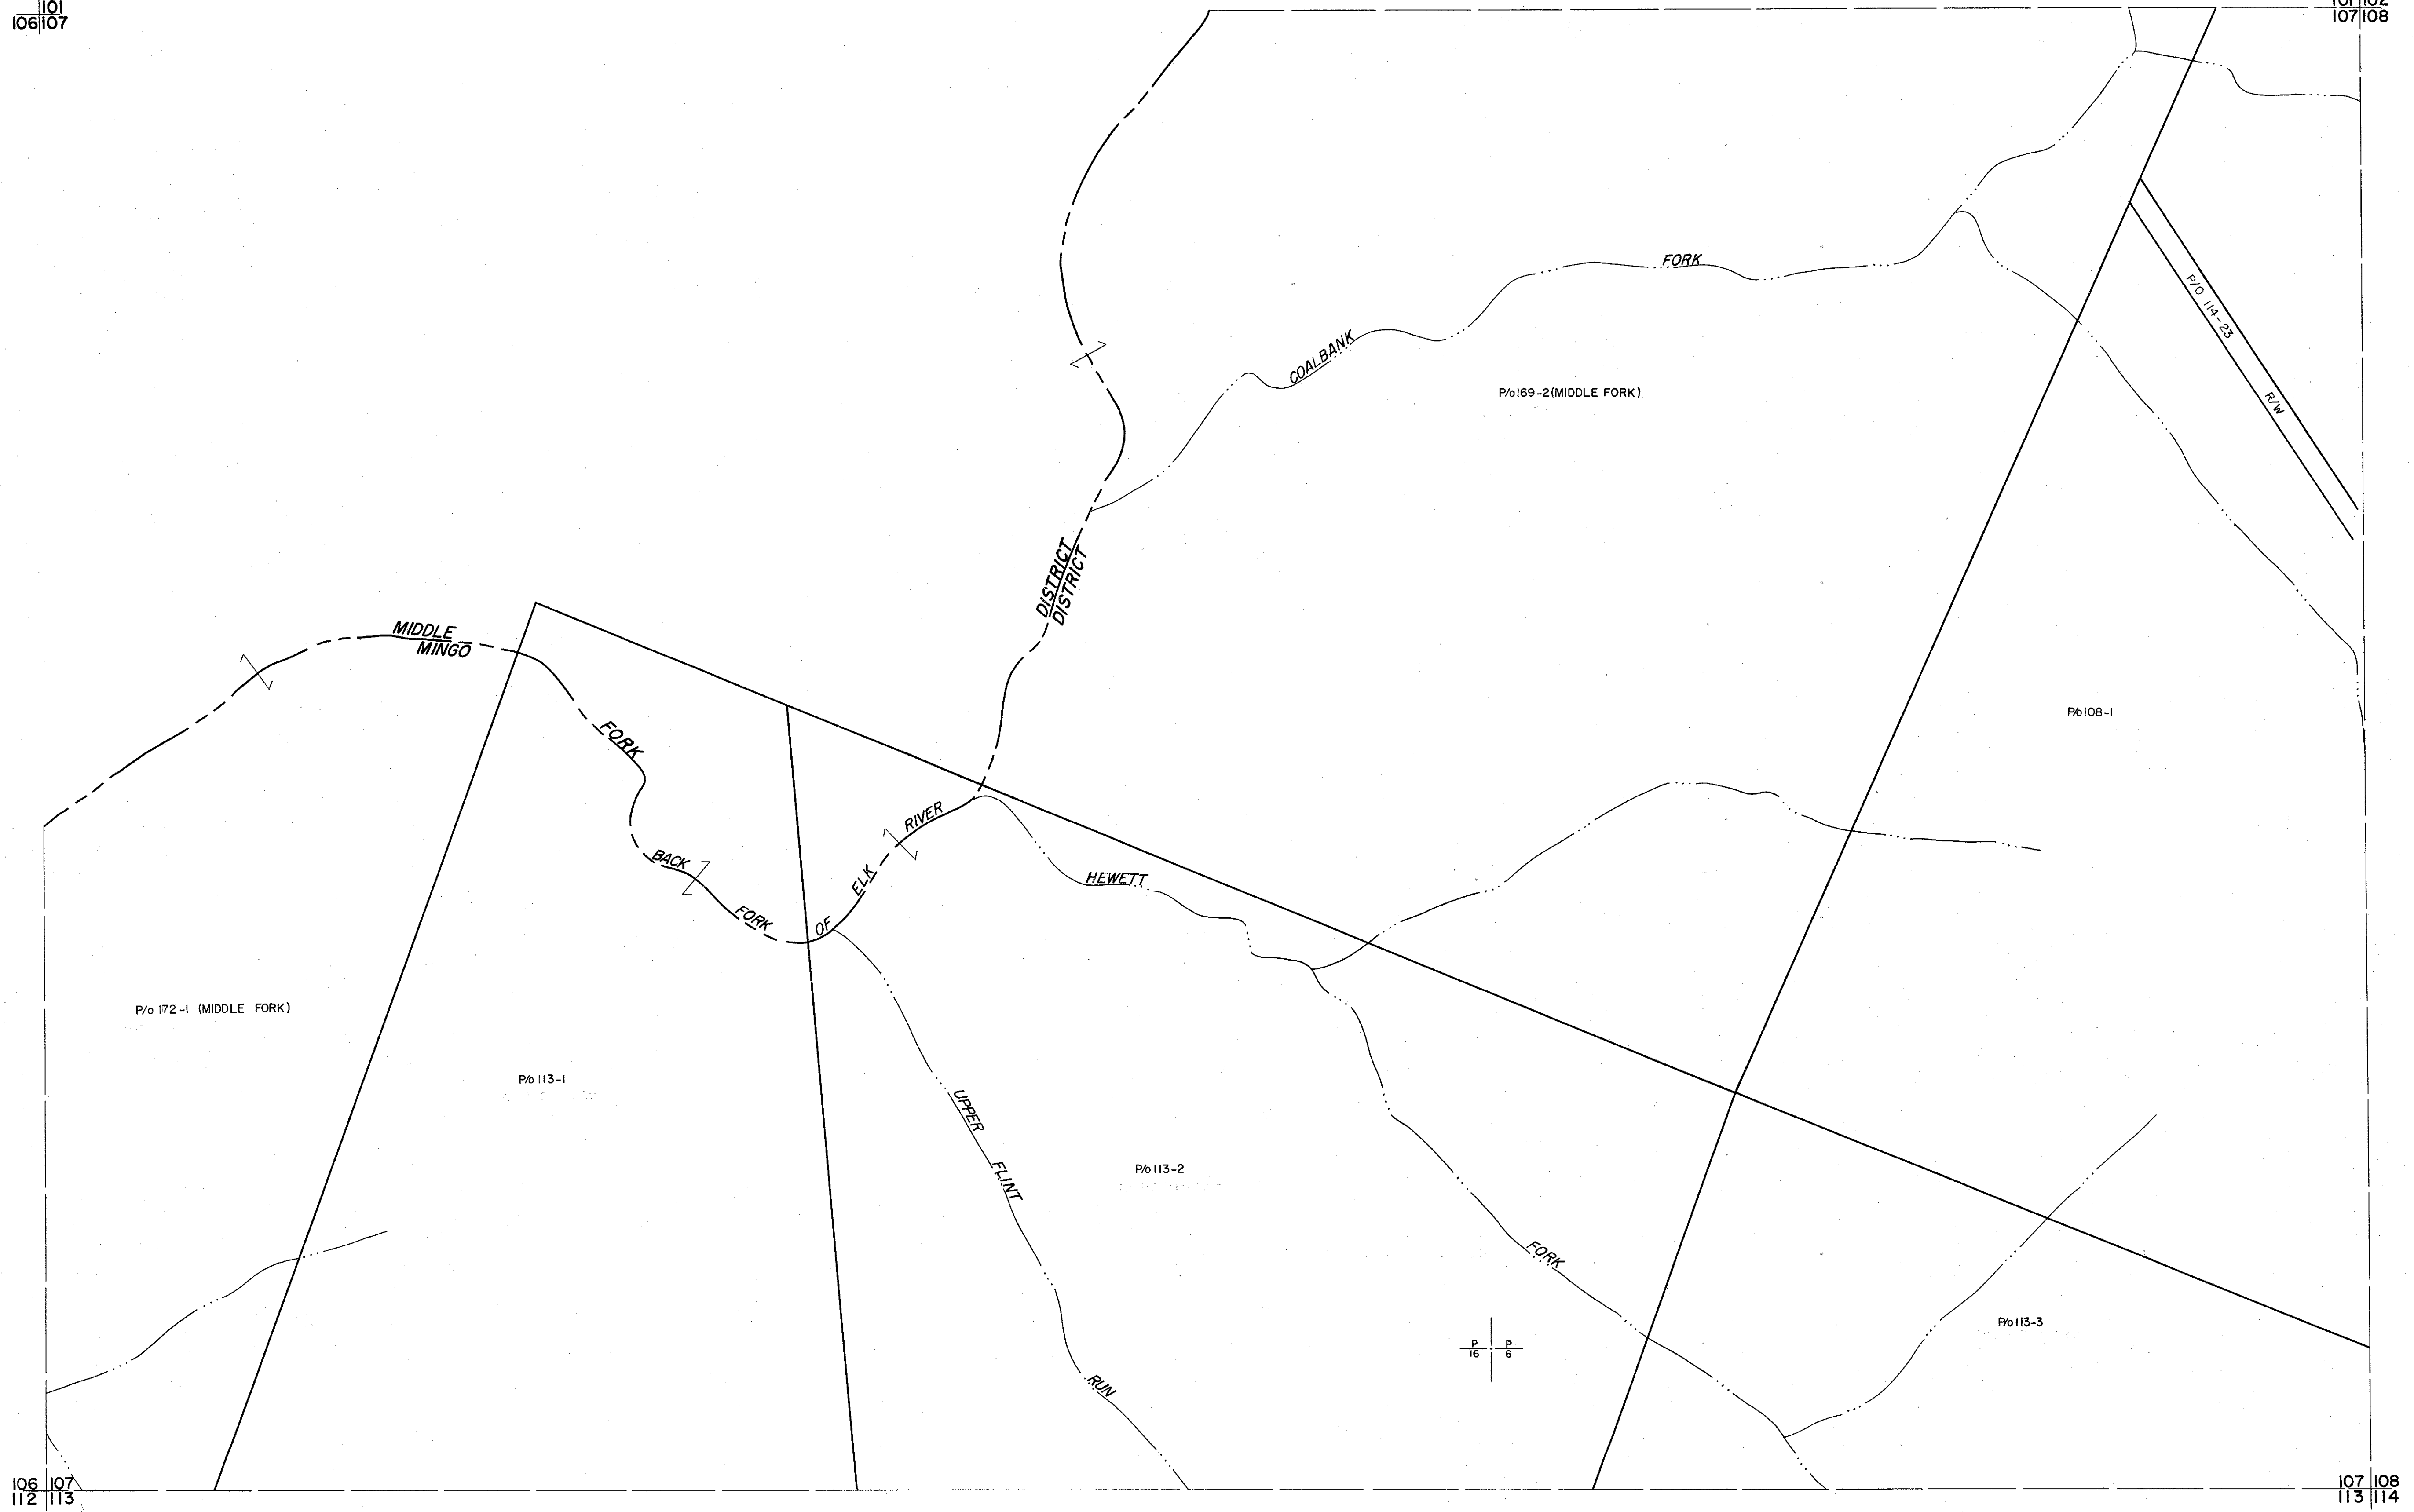 101
106 107
101 102
107 108
FORK
P/O 114-23
R/W
COALBANK
P/o 169-2 (MIDDLE FORK)
DISTRICT
DISTRICT
MIDDLE
MINGO
FORK
P/o 108-1
BACK
FORK
OF
ELK
RIVER
HEWETT
P/o 172-1 (MIDDLE FORK)
P/o 113-1
UPPER
FLINT
RUN
P/o 113-2
FORK
P/o 113-3
P P
16 6
106 107
112 113
107 108
113 114